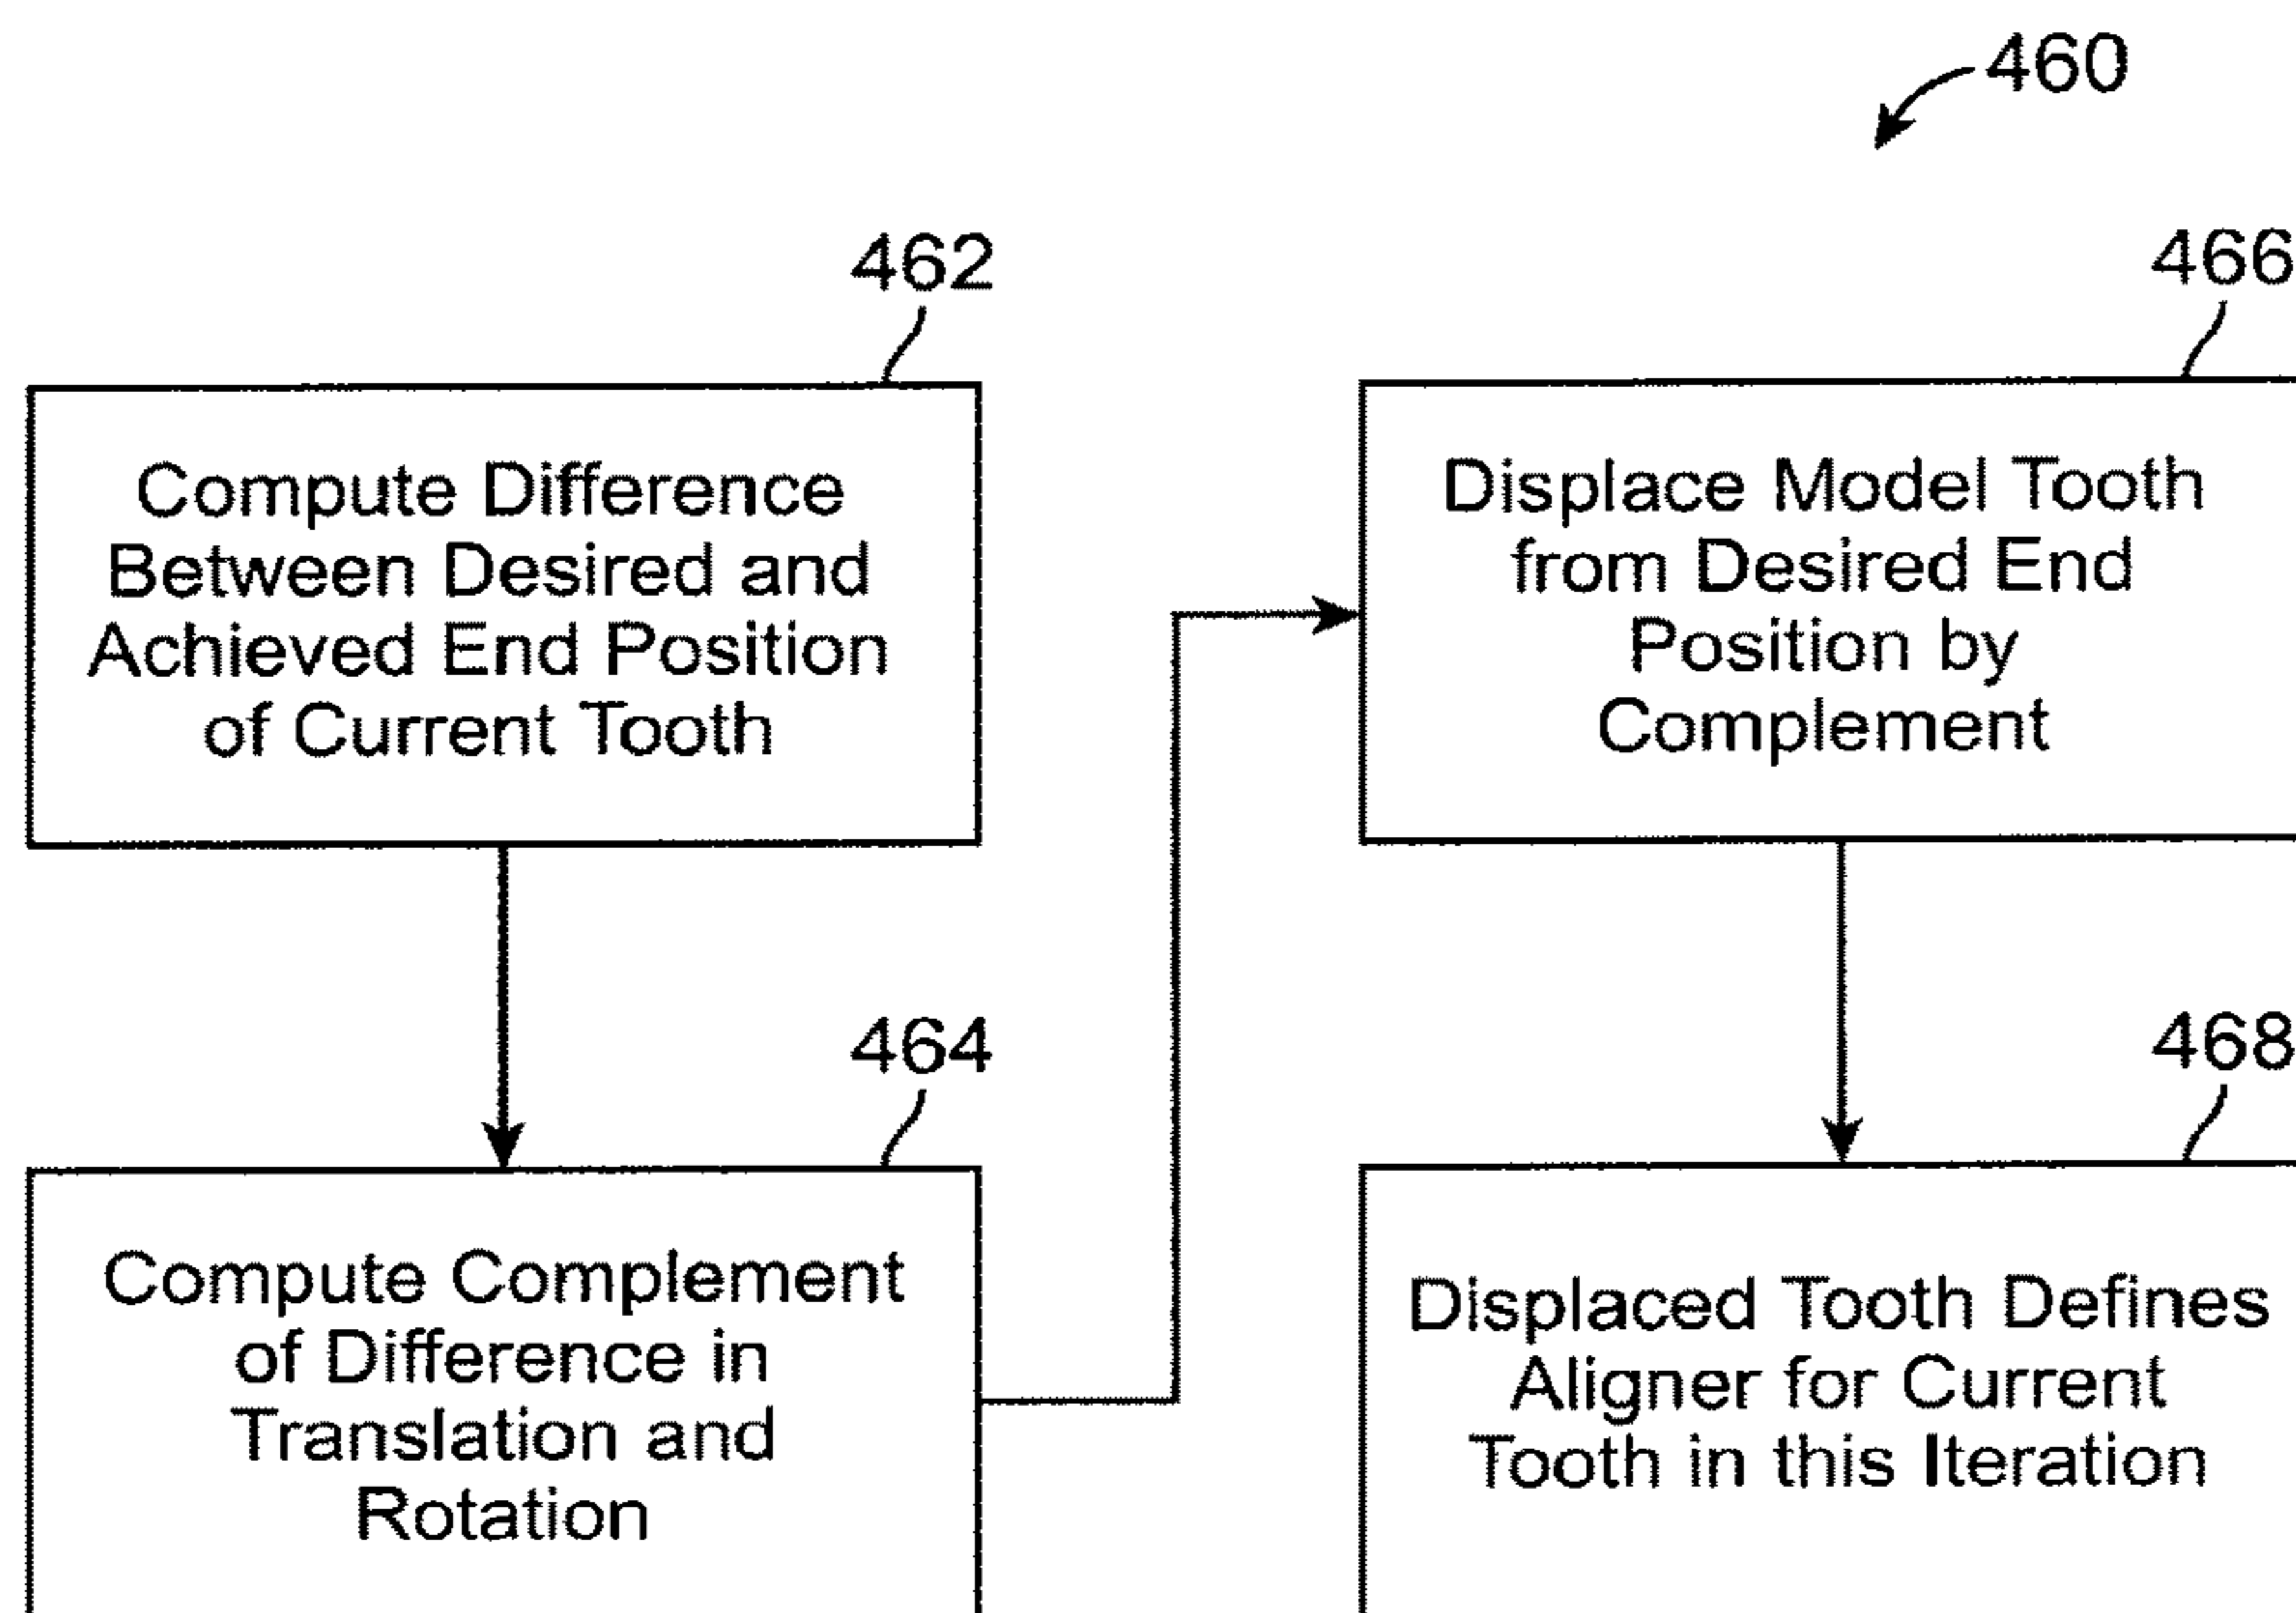 460
462
Compute Difference
Between Desired and
Achieved End Position
of Current Tooth
464
Compute Complement
of Difference in
Translation and
Rotation
466
Displace Model Tooth
from Desired End
Position by
Complement
468
Displaced Tooth Defines
Aligner for Current
Tooth in this Iteration